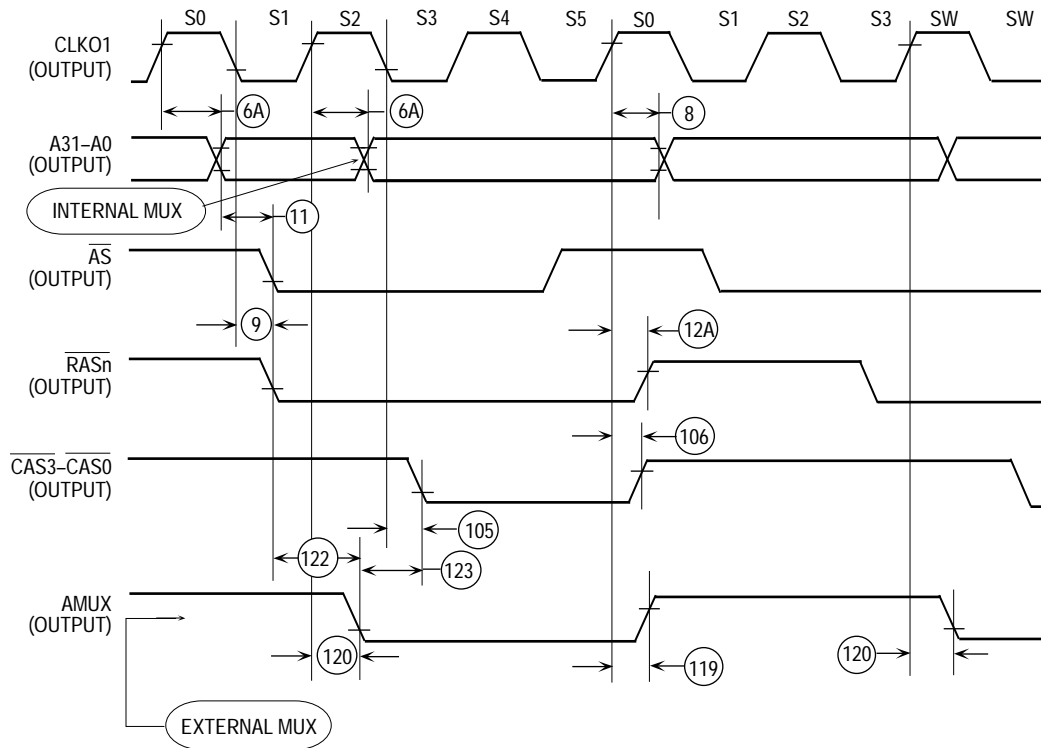 S0 S1 S2 S3 S4 S5 S0 S1 S2 S3 SW SW
CLKO1
(OUTPUT)
6A 6A 8
A31–A0
(OUTPUT)
INTERNAL MUX
11
AS
(OUTPUT)
9 12A
RASn
(OUTPUT)
106
CAS3–CAS0
(OUTPUT)
105
122 123
AMUX
(OUTPUT)
120 119 120
EXTERNAL MUX